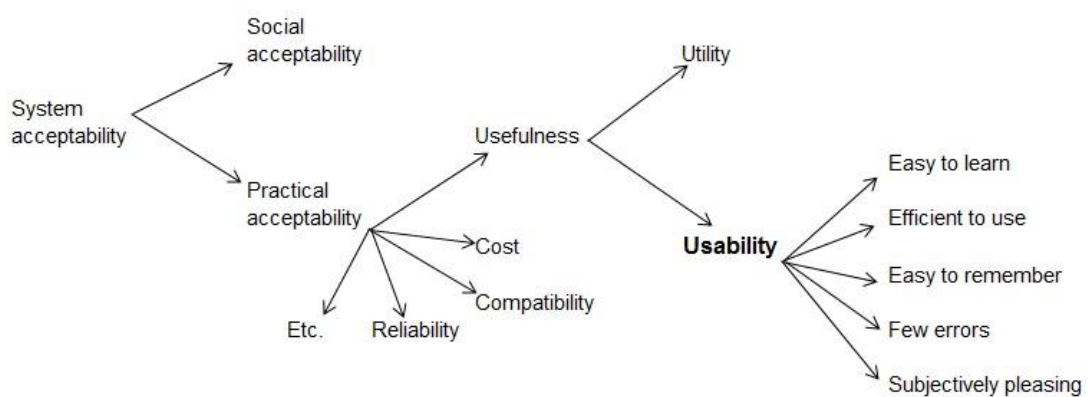 Social
acceptability
System
acceptability
Practical
acceptability
Usefulness
Utility
Cost
Compatibility
Reliability
Etc.
Usability
Easy to learn
Efficient to use
Easy to remember
Few errors
Subjectively pleasing